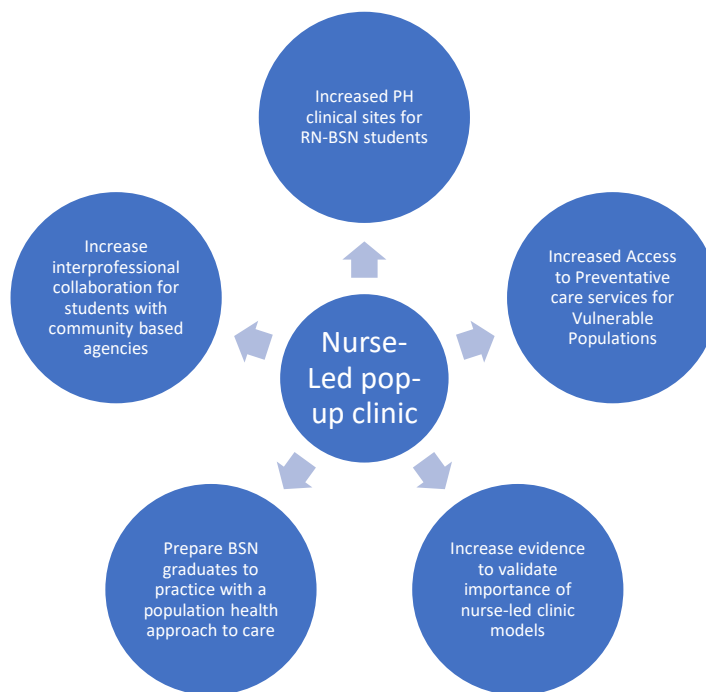 Increased PH
clinical sites for
RN-BSN students
Increase
interprofessional
collaboration for
students with
community based
agencies
Increased Access
to Preventative
care services for
Vulnerable
Populations
Nurse-
Led pop-
up clinic
Prepare BSN
graduates to
practice with a
population health
approach to care
Increase evidence
to validate
importance of
nurse-led clinic
models